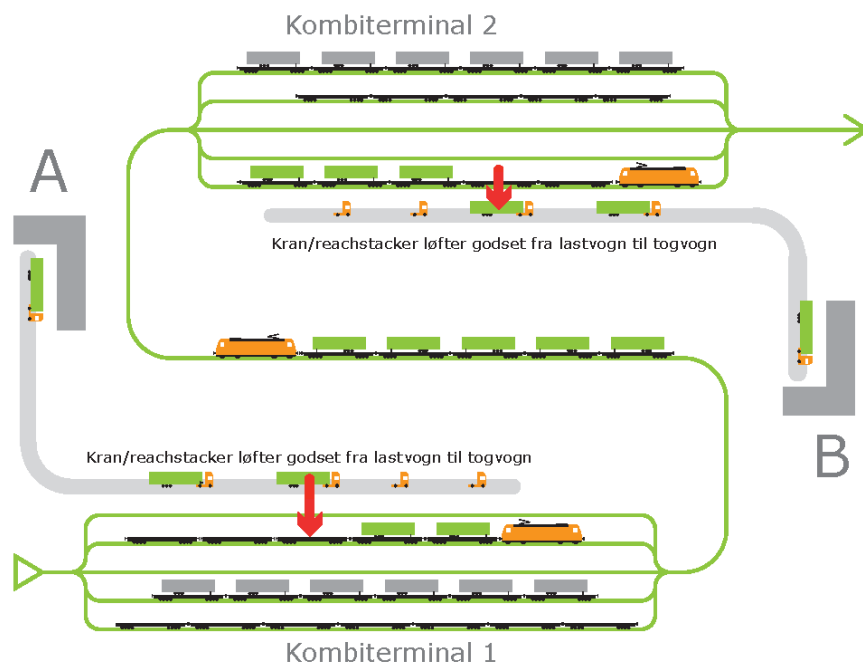 Kombiterminal 2
A
Kran/reachstacker løfter godset fra lastvogn til togvogn
B
Kran/reachstacker løfter godset fra lastvogn til togvogn
Kombiterminal 1